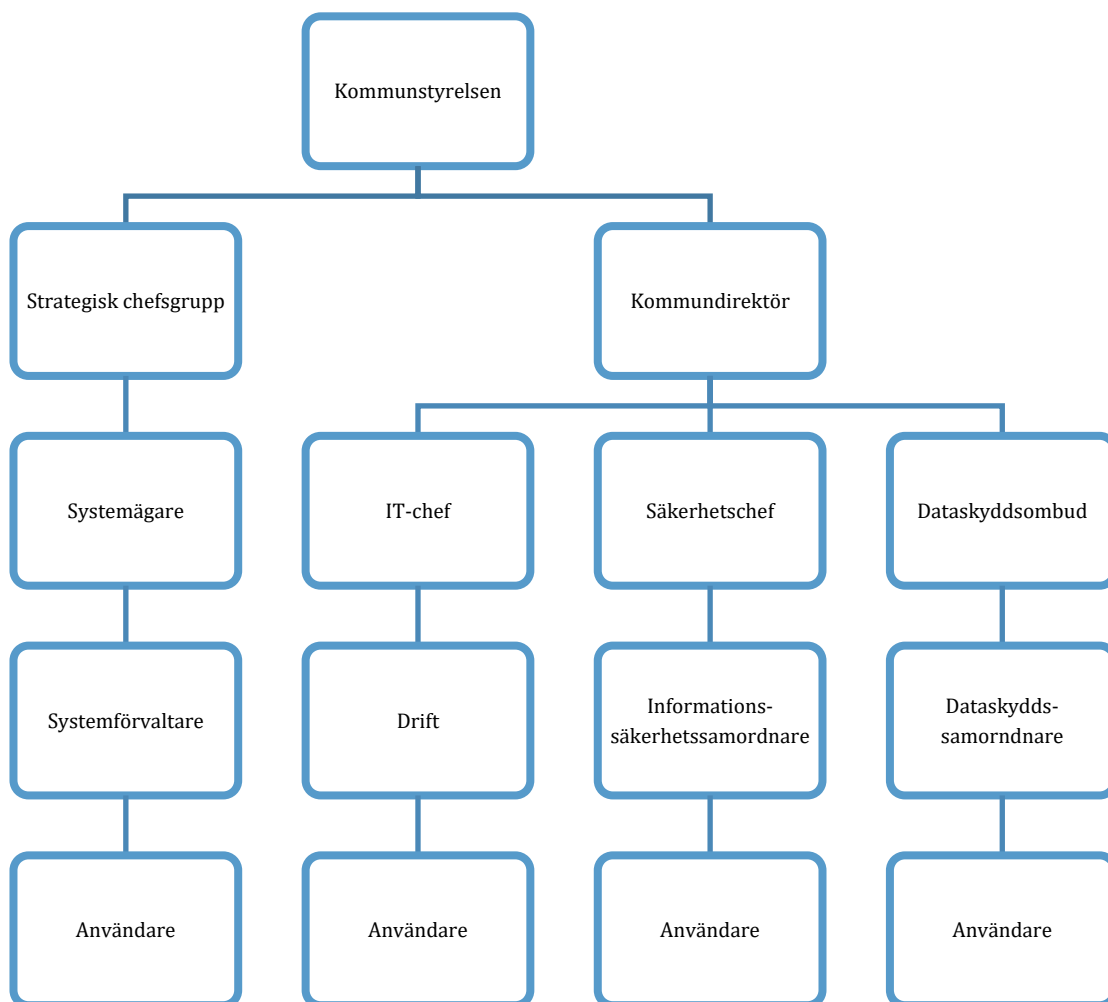 Kommunstyrelsen
Strategisk chefsgrupp
Kommundirektör
Systemägare
IT-chef
Säkerhetschef
Dataskyddsombud
Systemförvaltare
Drift
Informations-
säkerhetssamordnare
Dataskydds-
samorndnare
Användare
Användare
Användare
Användare